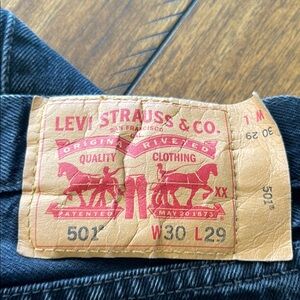 LEVI STRAUSS & CO.
SAN FRANCISCO
CAL.
ORIGINAL RIVETED
QUALITY CLOTHING
XX
PATENTED MAY 20 1873
501® W30 L29
W L
30 29
501®